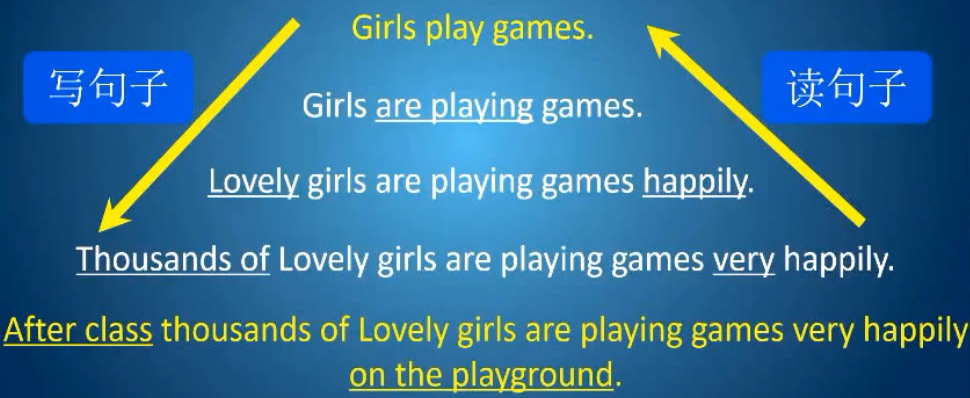 Girls play games.
写句子
读句子
Girls are playing games.
Lovely girls are playing games happily.
Thousands of Lovely girls are playing games very happily.
After class thousands of Lovely girls are playing games very happily
on the playground.